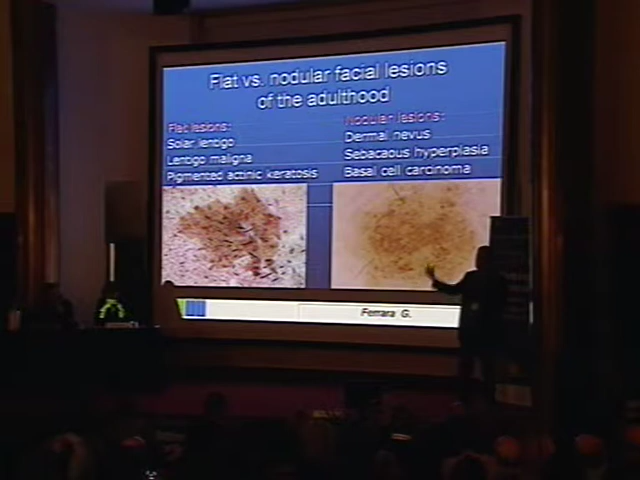 Flat vs. nodular facial lesions
of the adulthood
Flat lesions:
Solar lentigo
Lentigo maligna
Pigmented actinic keratosis
Nodular lesions:
Dermal nevus
Sebacaous hyperplasia
Basal cell carcinoma
Ferrara G.